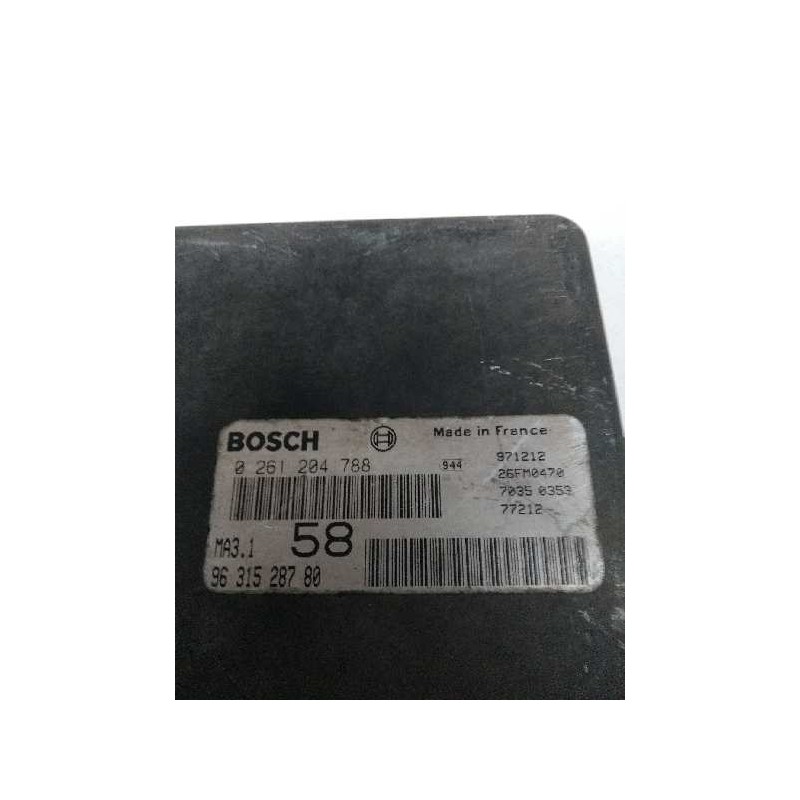 BOSCH Made in France
0 261 204 788 944 971212
26FM0470
7035 0353
77212
MA3.1 58
96 315 287 80